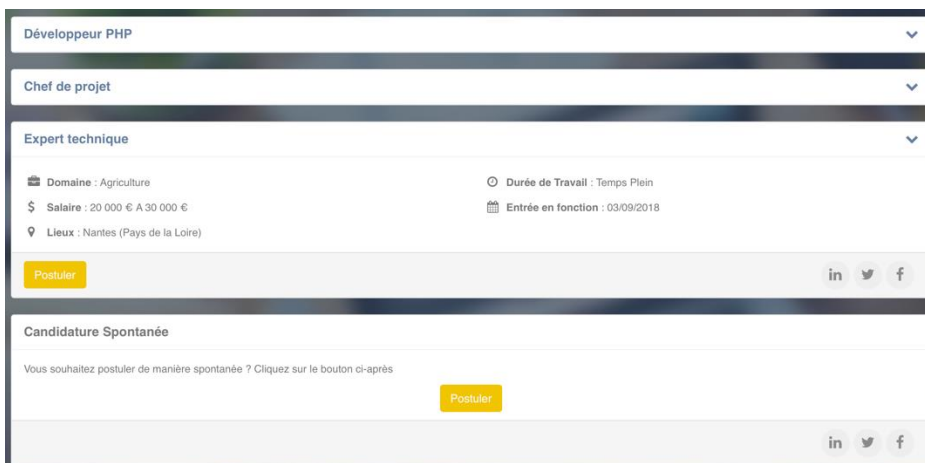 Développeur PHP
Chef de projet
Expert technique
Domaine : Agriculture
Durée de Travail : Temps Plein
Salaire : 20 000 € A 30 000 €
Entrée en fonction : 03/09/2018
Lieux : Nantes (Pays de la Loire)
Postuler
Candidature Spontanée
Vous souhaitez postuler de manière spontanée ? Cliquez sur le bouton ci-après
Postuler